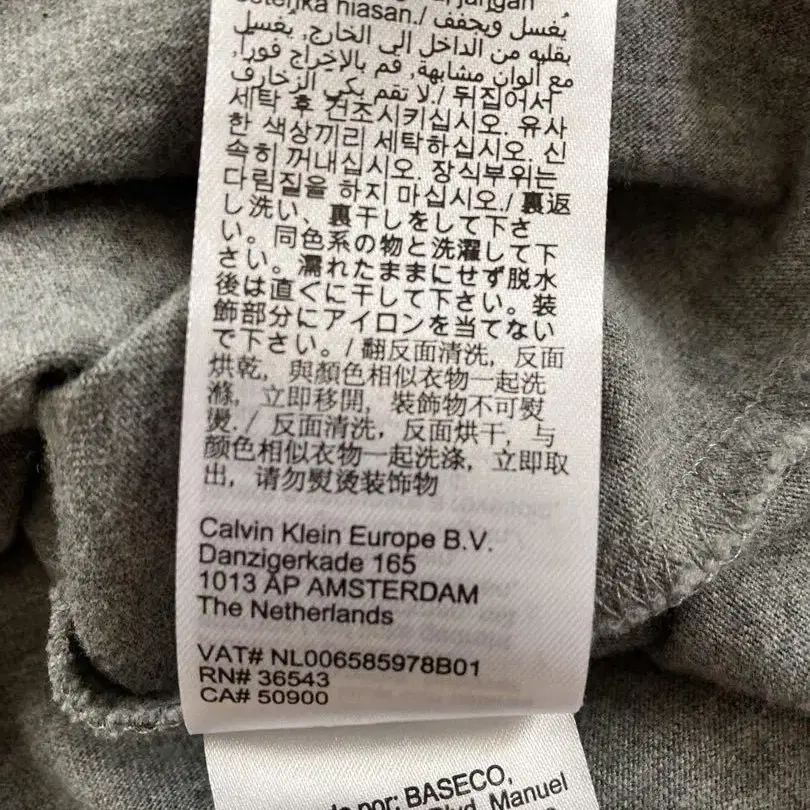 seterika hiasan./ يُغسل ويجفف
بقلبه من الداخل الى الخارج, يغسل
مع ألوان مشابهة, قم بالإخراج فوراً,
لا تقم بكي الزخارف./ 뒤집어서
세탁 후 건조시키십시오. 유사
한 색상끼리 세탁하십시오. 신
속히 꺼내십시오. 장식부위는
다림질을 하지 마십시오./ 裏返
し洗い、裏干しをして下さ
い。同色系の物と洗濯して下
さい。濡れたままにせず脱水
後は直ぐに干して下さい。装
飾部分にアイロンを当てない
で下さい。/ 翻反面清洗, 反面
烘乾, 與顏色相似衣物一起洗
滌, 立即移開, 裝飾物不可熨
燙./ 反面清洗, 反面烘干, 与
颜色相似衣物一起洗涤, 立即取
出, 请勿熨烫装饰物
Calvin Klein Europe B.V.
Danzigerkade 165
1013 AP AMSTERDAM
The Netherlands
VAT# NL006585978B01
RN# 36543
CA# 50900
por: BASECO,
Blvd. Manuel